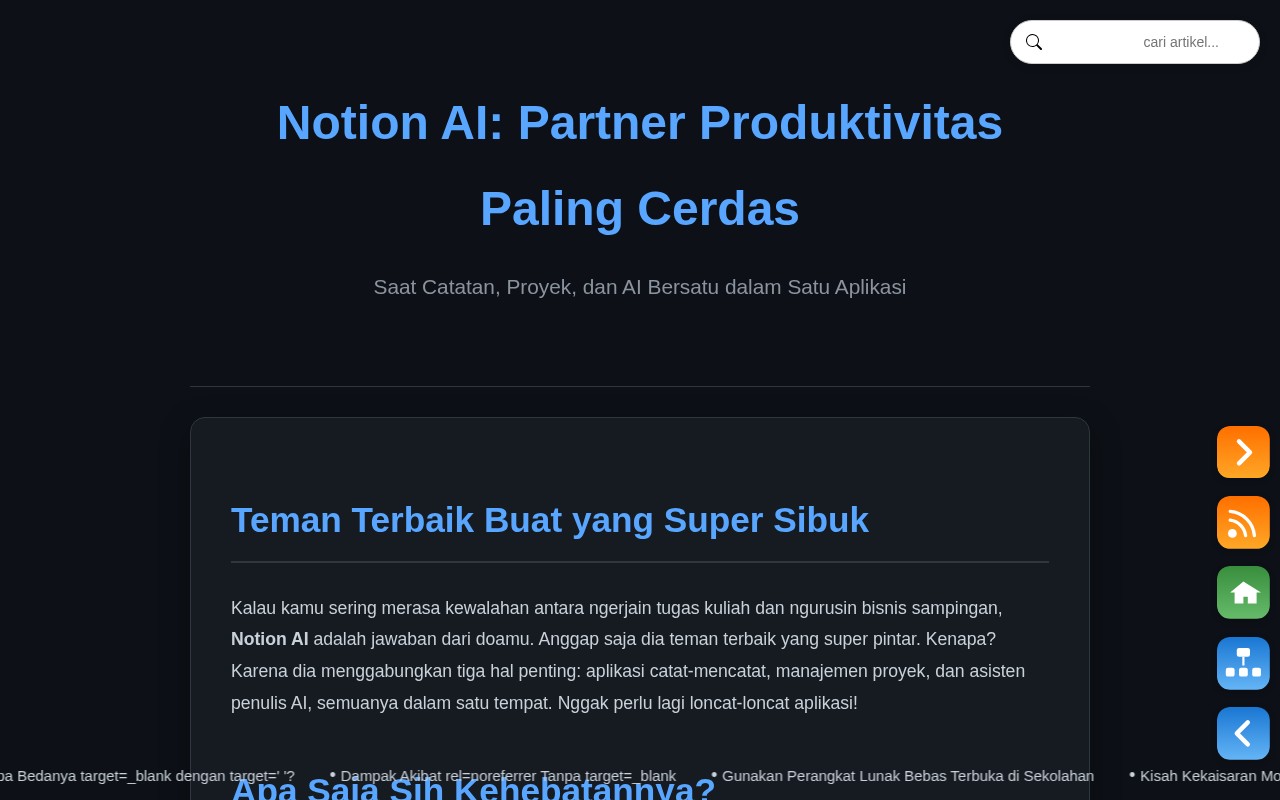 cari artikel...
Notion AI: Partner Produktivitas
Paling Cerdas
Saat Catatan, Proyek, dan AI Bersatu dalam Satu Aplikasi
Teman Terbaik Buat yang Super Sibuk
Kalau kamu sering merasa kewalahan antara ngerjain tugas kuliah dan ngurusin bisnis sampingan,
Notion AI adalah jawaban dari doamu. Anggap saja dia teman terbaik yang super pintar. Kenapa?
Karena dia menggabungkan tiga hal penting: aplikasi catat-mencatat, manajemen proyek, dan asisten
penulis AI, semuanya dalam satu tempat. Nggak perlu lagi loncat-loncat aplikasi!
Apa Saja Sih Kehebatannya?
pa Bedanya target=_blank dengan target=' '? • Dampak Akibat rel=noreferrer Tanpa target=_blank • Gunakan Perangkat Lunak Bebas Terbuka di Sekolahan • Kisah Kekaisaran Mo